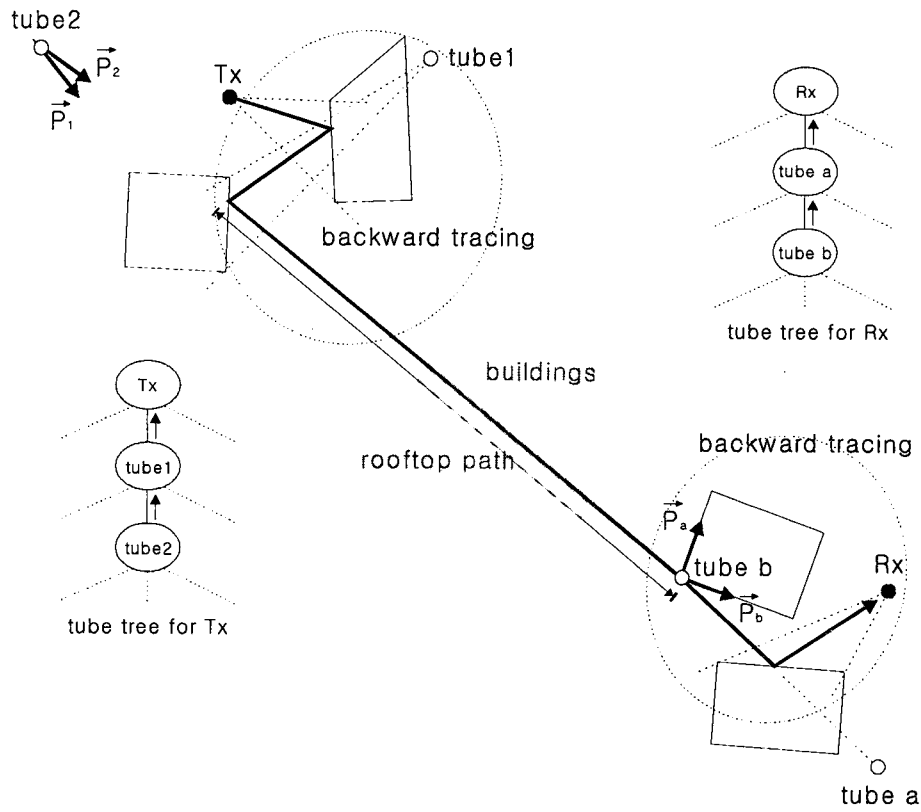 tube2
P₂
P₁
Tx
tube1
backward tracing
Rx
tube a
tube b
tube tree for Rx
buildings
rooftop path
Tx
tube1
tube2
tube tree for Tx
backward tracing
Pₐ
tube b
P_b
Rx
tube a